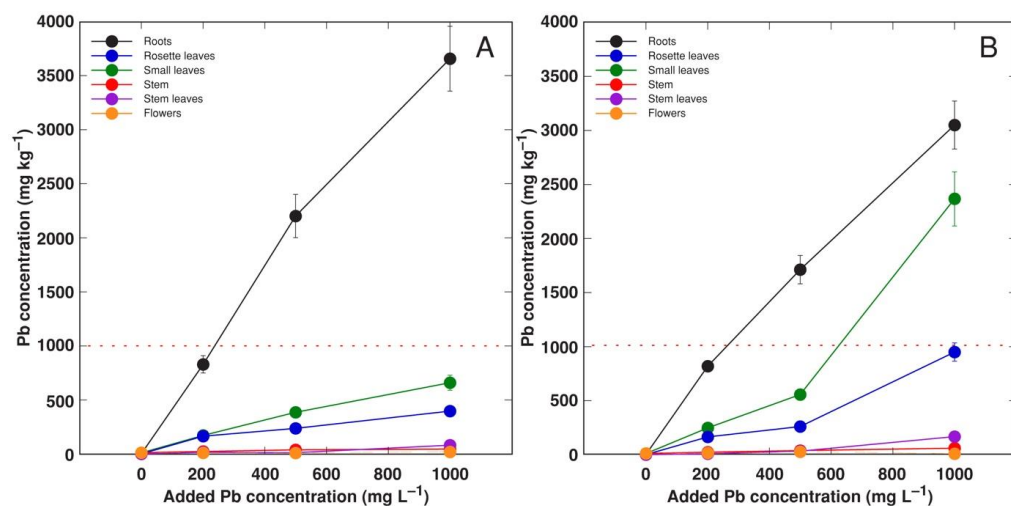 A
Pb concentration (mg kg⁻¹)
4000
3500
3000
2500
2000
1500
1000
500
0
Roots
Rosette leaves
Small leaves
Stem
Stem leaves
Flowers
0 200 400 600 800 1000
Added Pb concentration (mg L⁻¹)
B
Pb concentration (mg kg⁻¹)
4000
3500
3000
2500
2000
1500
1000
500
0
Roots
Rosette leaves
Small leaves
Stem
Stem leaves
Flowers
0 200 400 600 800 1000
Added Pb concentration (mg L⁻¹)